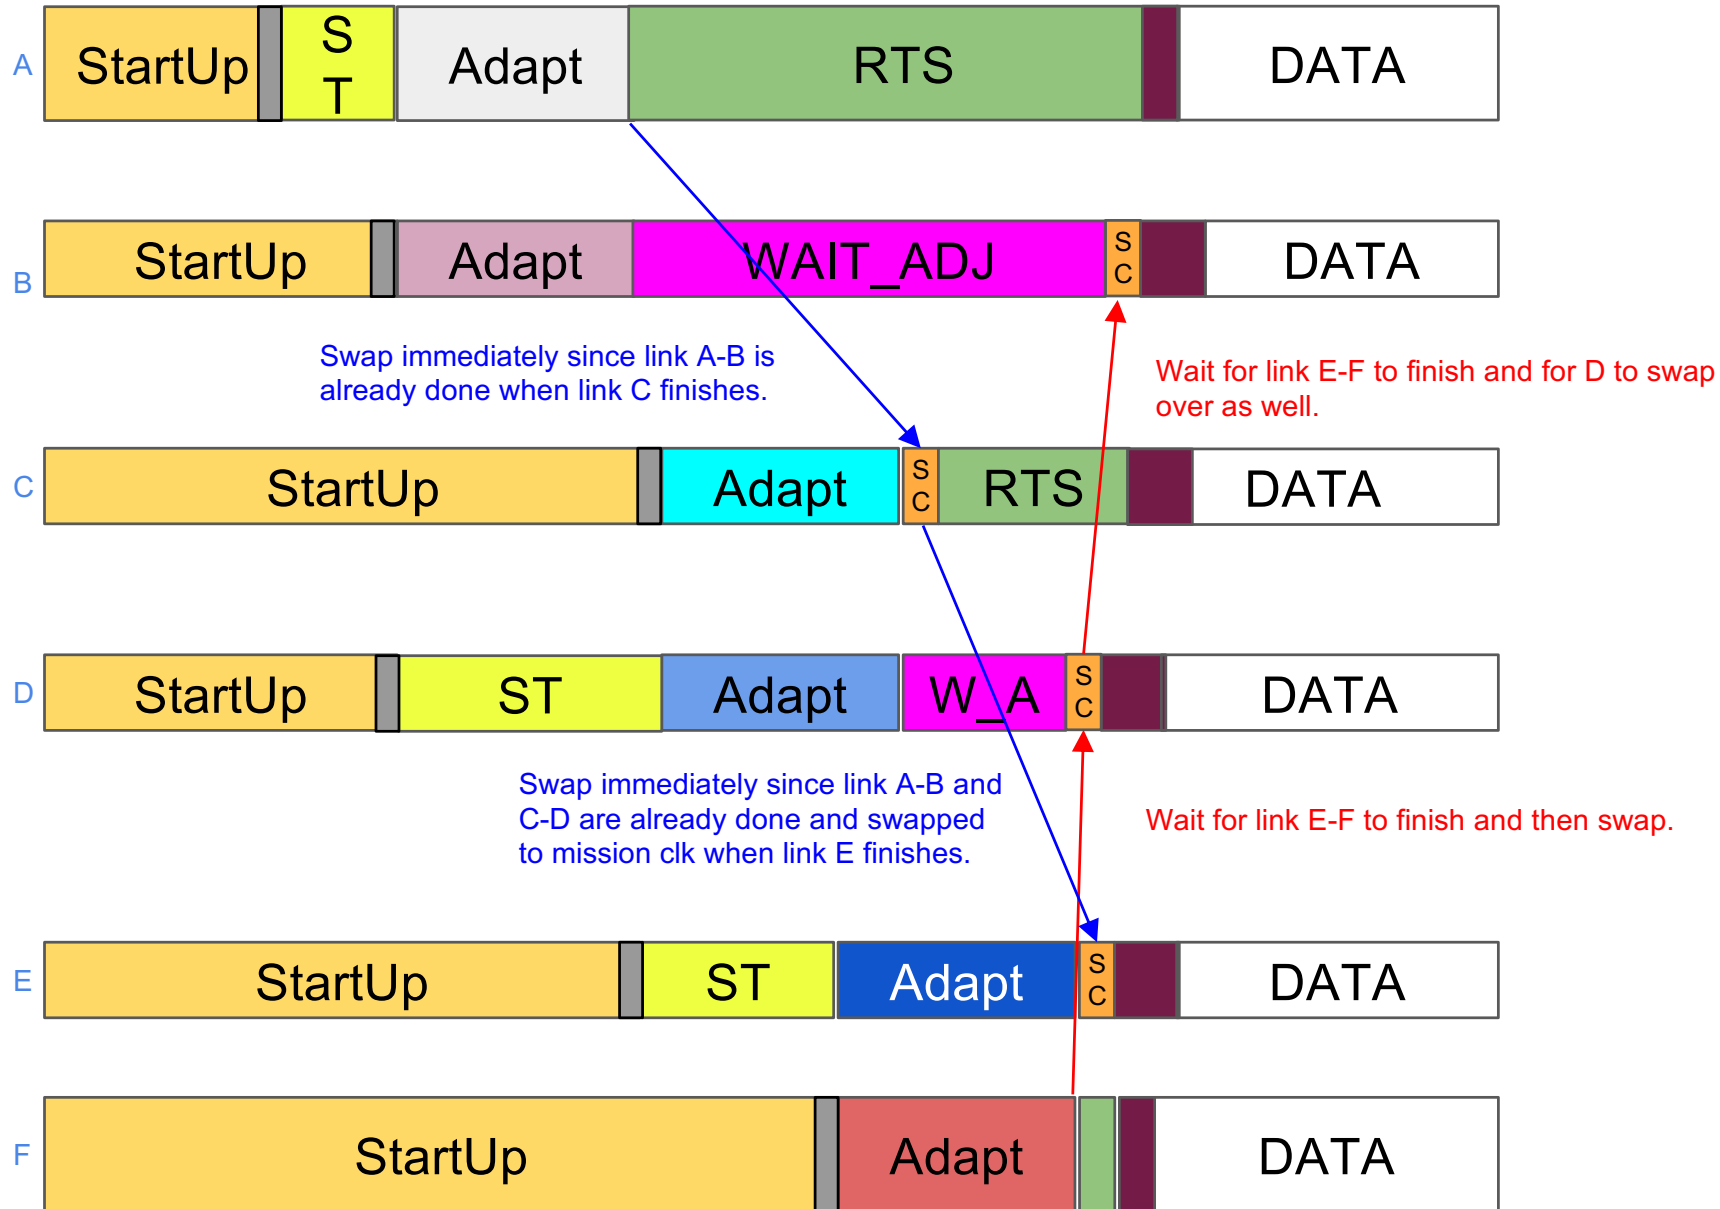 A
StartUp
S
T
Adapt
RTS
DATA
B
StartUp
Adapt
WAIT_ADJ
S
C
DATA
Swap immediately since link A-B is
already done when link C finishes.
Wait for link E-F to finish and for D to swap
over as well.
C
StartUp
Adapt
S
C
RTS
DATA
D
StartUp
ST
Adapt
W_A
S
C
DATA
Swap immediately since link A-B and
C-D are already done and swapped
to mission clk when link E finishes.
Wait for link E-F to finish and then swap.
E
StartUp
ST
Adapt
S
C
DATA
F
StartUp
Adapt
DATA